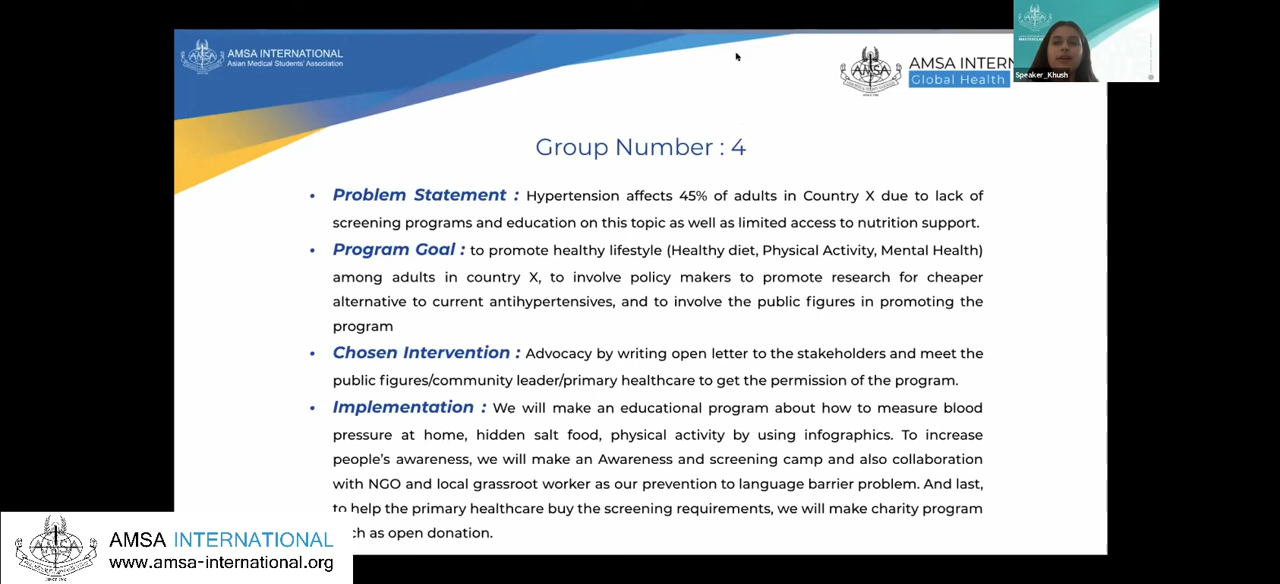 AMSA INTERNATIONAL
Asian Medical Students' Association
AMSA INTERN
Global Health
Speaker_Khush
Group Number : 4
• Problem Statement : Hypertension affects 45% of adults in Country X due to lack of
screening programs and education on this topic as well as limited access to nutrition support.
• Program Goal : to promote healthy lifestyle (Healthy diet, Physical Activity, Mental Health)
among adults in country X, to involve policy makers to promote research for cheaper
alternative to current antihypertensives, and to involve the public figures in promoting the
program
• Chosen Intervention : Advocacy by writing open letter to the stakeholders and meet the
public figures/community leader/primary healthcare to get the permission of the program.
• Implementation : We will make an educational program about how to measure blood
pressure at home, hidden salt food, physical activity by using infographics. To increase
people's awareness, we will make an Awareness and screening camp and also collaboration
with NGO and local grassroot worker as our prevention to language barrier problem. And last,
to help the primary healthcare buy the screening requirements, we will make charity program
ch as open donation.
AMSA INTERNATIONAL
www.amsa-international.org